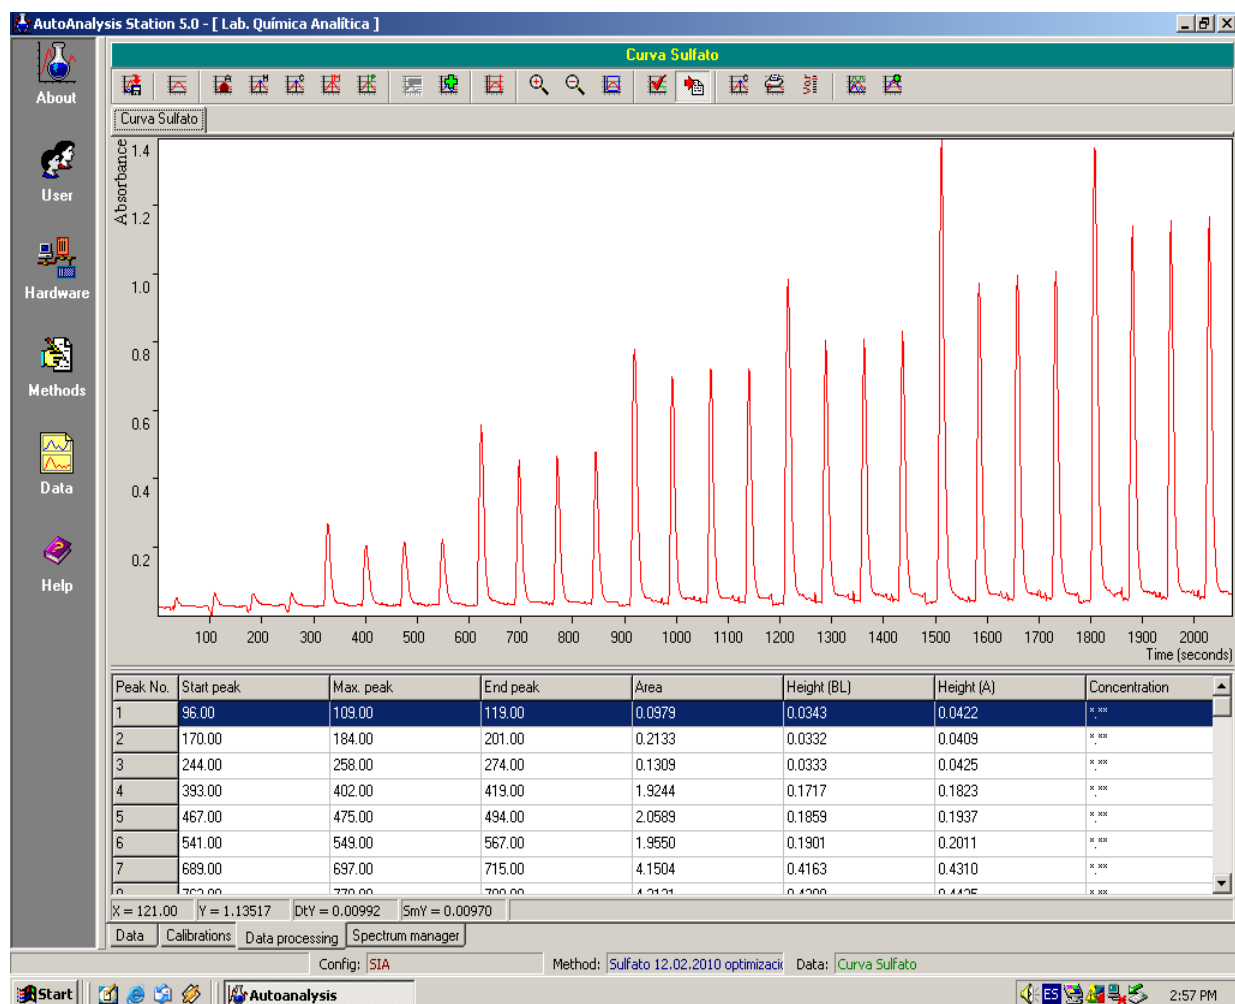 AutoAnalysis Station 5.0 - [ Lab. Química Analítica ]
About
User
Hardware
Methods
Data
Help
Curva Sulfato
Curva Sulfato
Absorbance
1.4
1.2
1.0
0.8
0.6
0.4
0.2
100 200 300 400 500 600 700 800 900 1000 1100 1200 1300 1400 1500 1600 1700 1800 1900 2000
Time (seconds)
Peak No. Start peak Max. peak End peak Area Height (BL) Height (A) Concentration
1 96.00 109.00 119.00 0.0979 0.0343 0.0422 *.**
2 170.00 184.00 201.00 0.2133 0.0332 0.0409 *.**
3 244.00 258.00 274.00 0.1309 0.0333 0.0425 *.**
4 393.00 402.00 419.00 1.9244 0.1717 0.1823 *.**
5 467.00 475.00 494.00 2.0589 0.1859 0.1937 *.**
6 541.00 549.00 567.00 1.9550 0.1901 0.2011 *.**
7 689.00 697.00 715.00 4.1504 0.4163 0.4310 *.**
X = 121.00 Y = 1.13517 DtY = 0.00992 SmY = 0.00970
Data Calibrations Data processing Spectrum manager
Config: SIA Method: Sulfato 12.02.2010 optimizaci Data: Curva Sulfato
Start Autoanalysis ES 2:57 PM